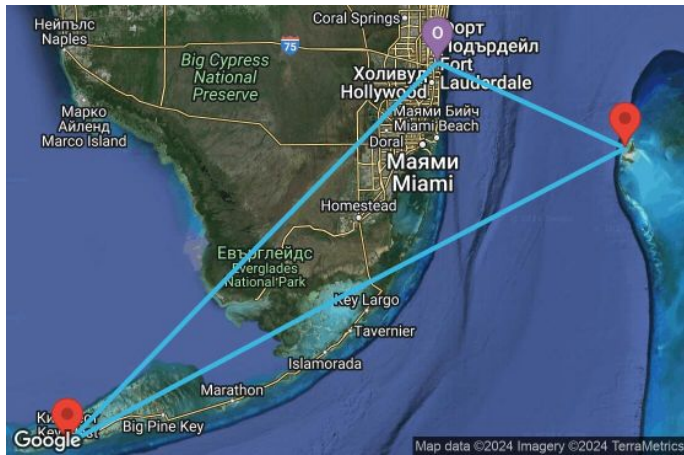 Coral Springs
Нейпълс
Naples
Форт
Лодърдейл
Fort
Lauderdale
O
75
Big Cypress
National
Preserve
Холивуд
Hollywood
Марко
Айленд
Marco Island
Маями Бийч
Miami Beach
Doral
Маями
Miami
Homestead
Евърглейдс
Everglades
National Park
Key Largo
Tavernier
Islamorada
Marathon
Big Pine Key
Google
Map data ©2024 Imagery ©2024 TerraMetrics